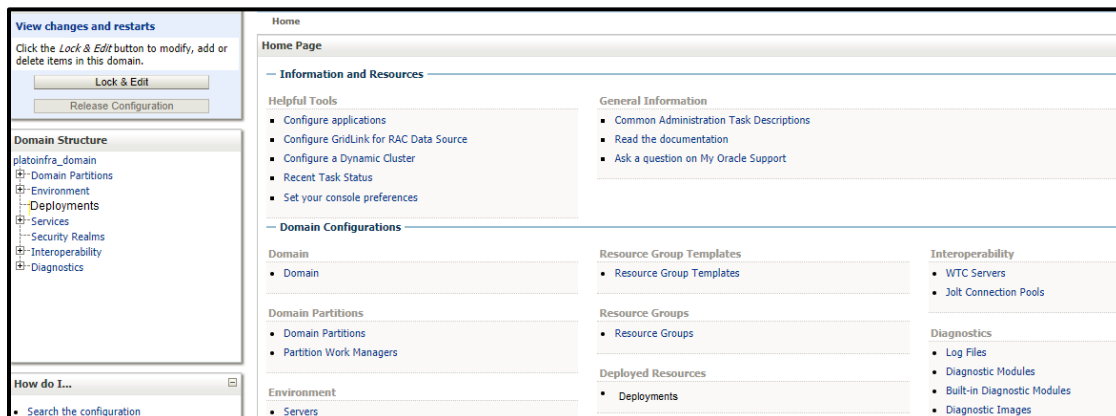 View changes and restarts
Click the Lock & Edit button to modify, add or
delete items in this domain.
Lock & Edit
Release Configuration
Domain Structure
platoinfra_domain
Domain Partitions
Environment
Deployments
Services
Security Realms
Interoperability
Diagnostics
How do I...
Search the configuration
Home
Home Page
Information and Resources
Helpful Tools
Configure applications
Configure GridLink for RAC Data Source
Configure a Dynamic Cluster
Recent Task Status
Set your console preferences
General Information
Common Administration Task Descriptions
Read the documentation
Ask a question on My Oracle Support
Domain Configurations
Domain
Domain
Domain Partitions
Domain Partitions
Partition Work Managers
Environment
Servers
Resource Group Templates
Resource Group Templates
Resource Groups
Resource Groups
Deployed Resources
Deployments
Interoperability
WTC Servers
Jolt Connection Pools
Diagnostics
Log Files
Diagnostic Modules
Built-in Diagnostic Modules
Diagnostic Images